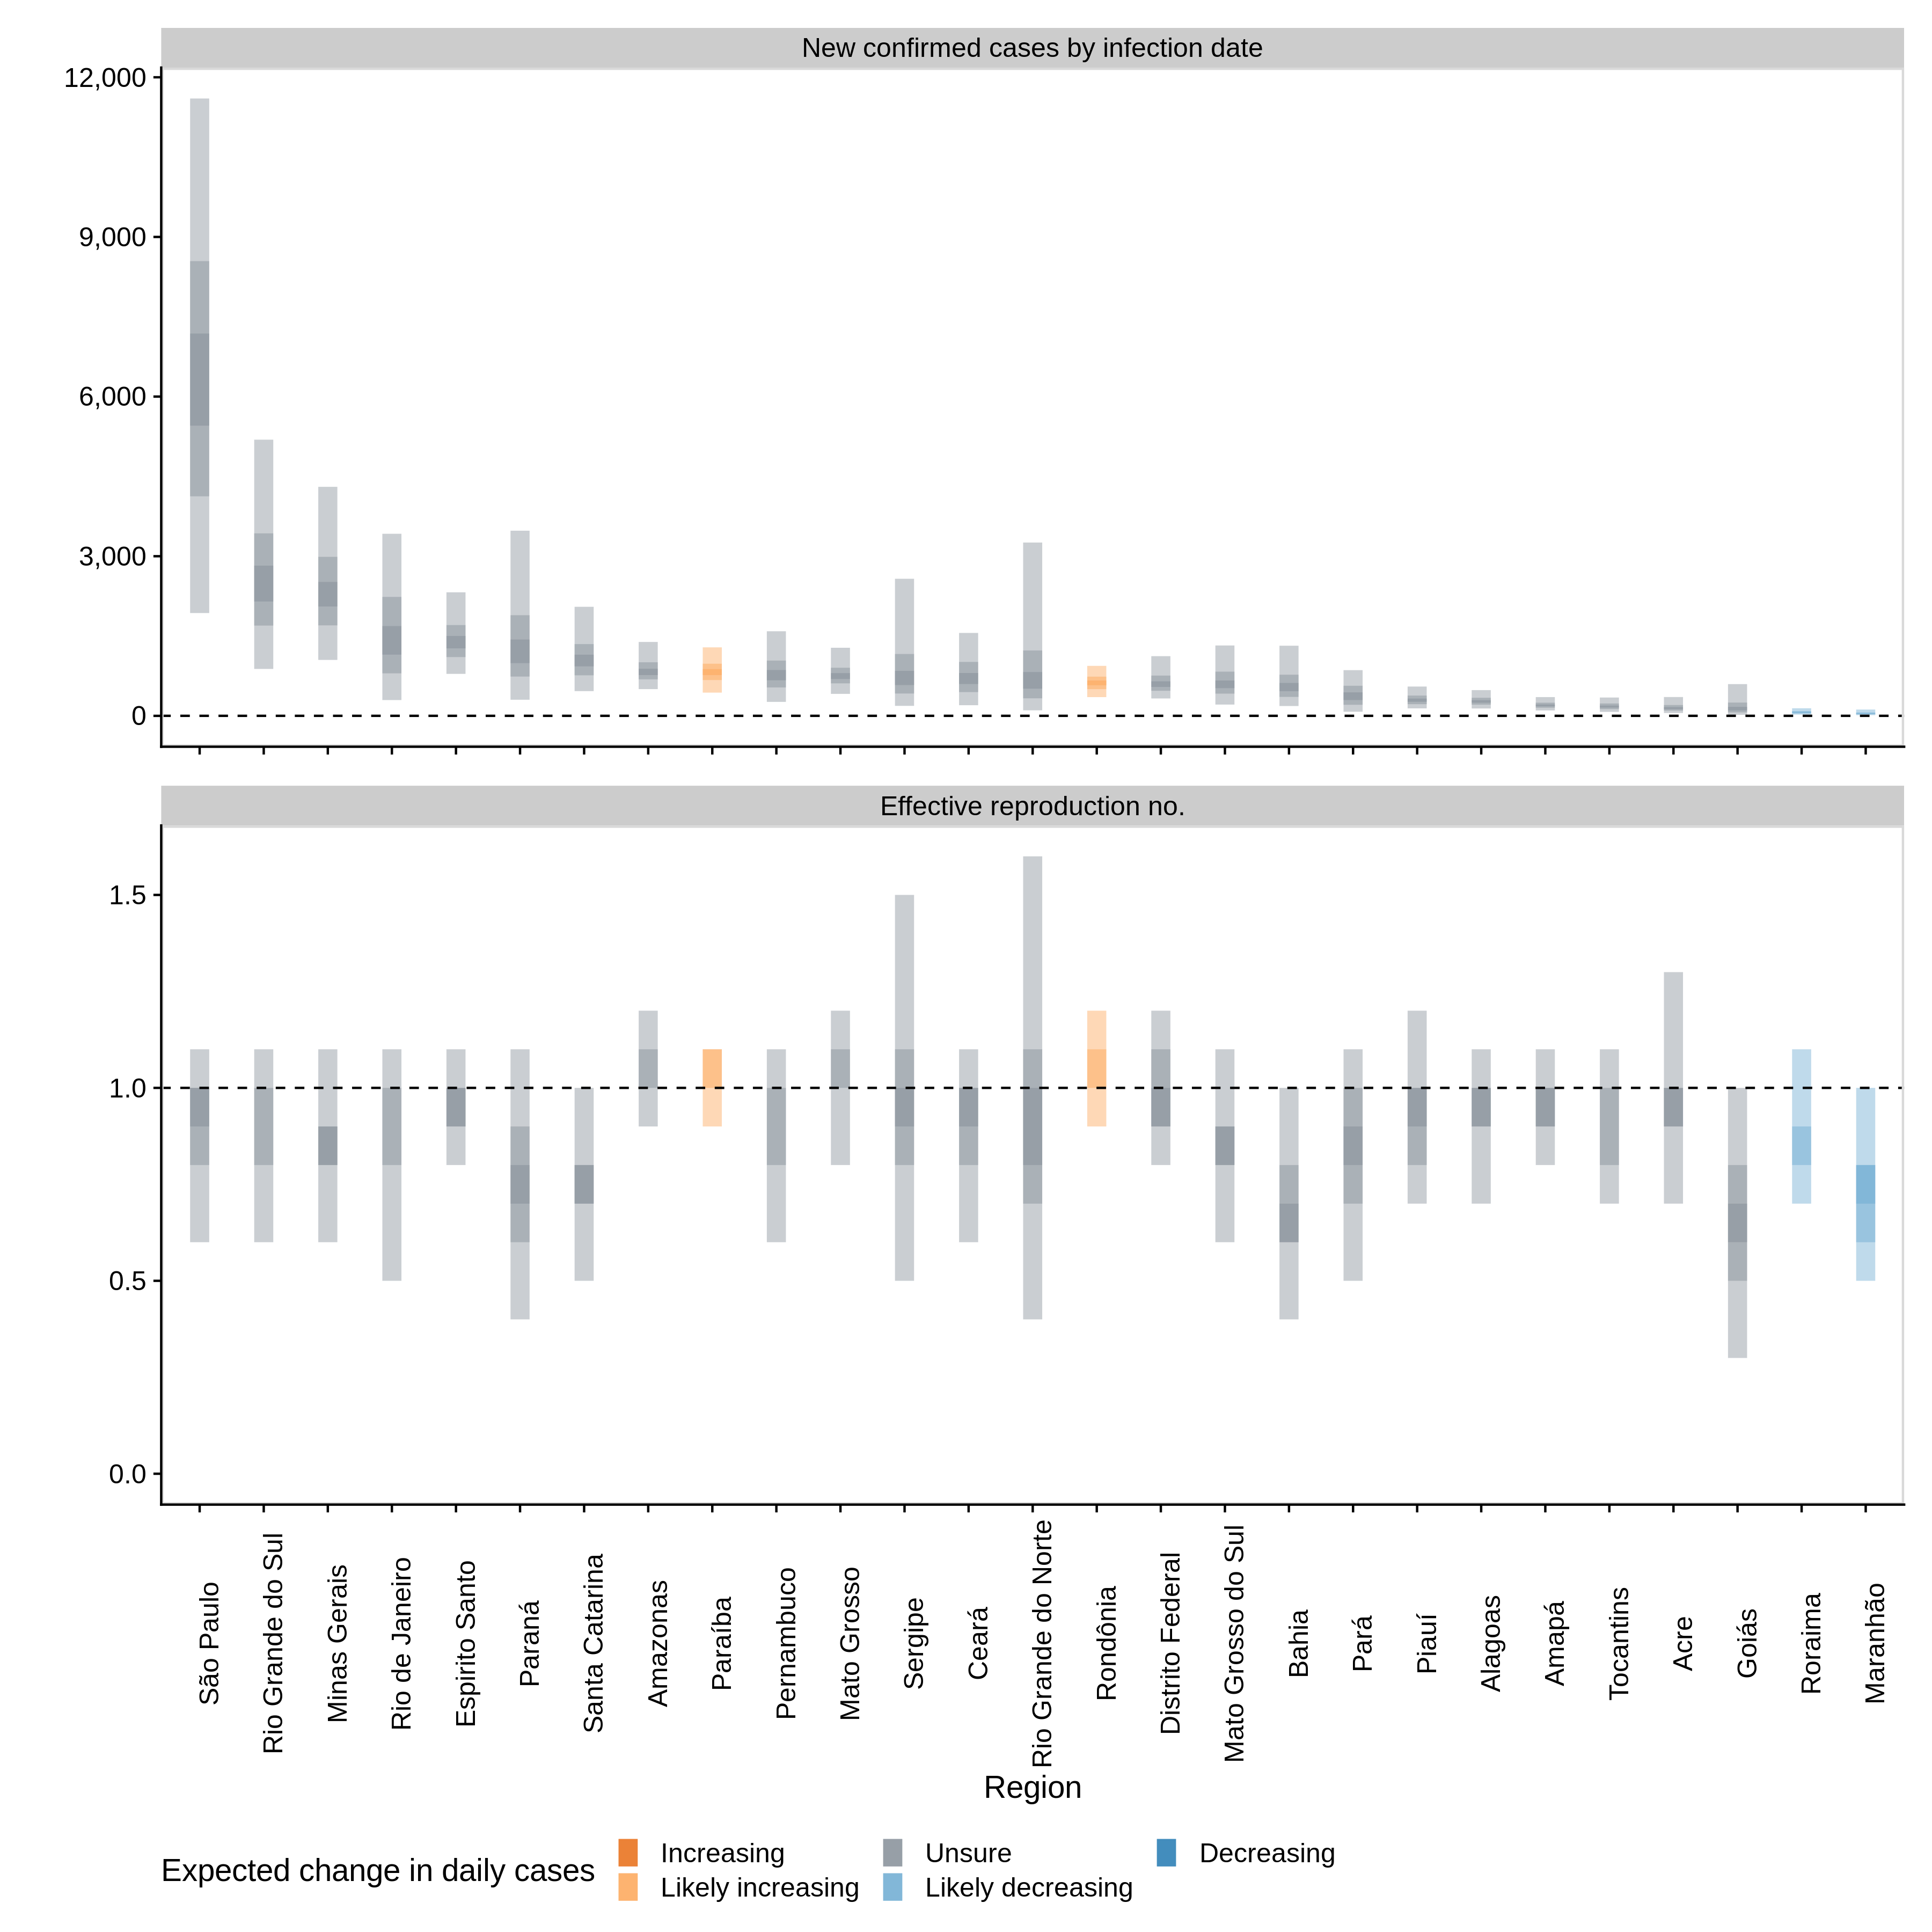 New confirmed cases by infection date
12,000
9,000
6,000
3,000
0
Effective reproduction no.
1.5
1.0
0.5
0.0
São Paulo
Rio Grande do Sul
Minas Gerais
Rio de Janeiro
Espirito Santo
Paraná
Santa Catarina
Amazonas
Paraíba
Pernambuco
Mato Grosso
Sergipe
Ceará
Rio Grande do Norte
Rondônia
Distrito Federal
Mato Grosso do Sul
Bahia
Pará
Piauí
Alagoas
Amapá
Tocantins
Acre
Goiás
Roraima
Maranhão
Region
Expected change in daily cases
Increasing
Likely increasing
Unsure
Likely decreasing
Decreasing